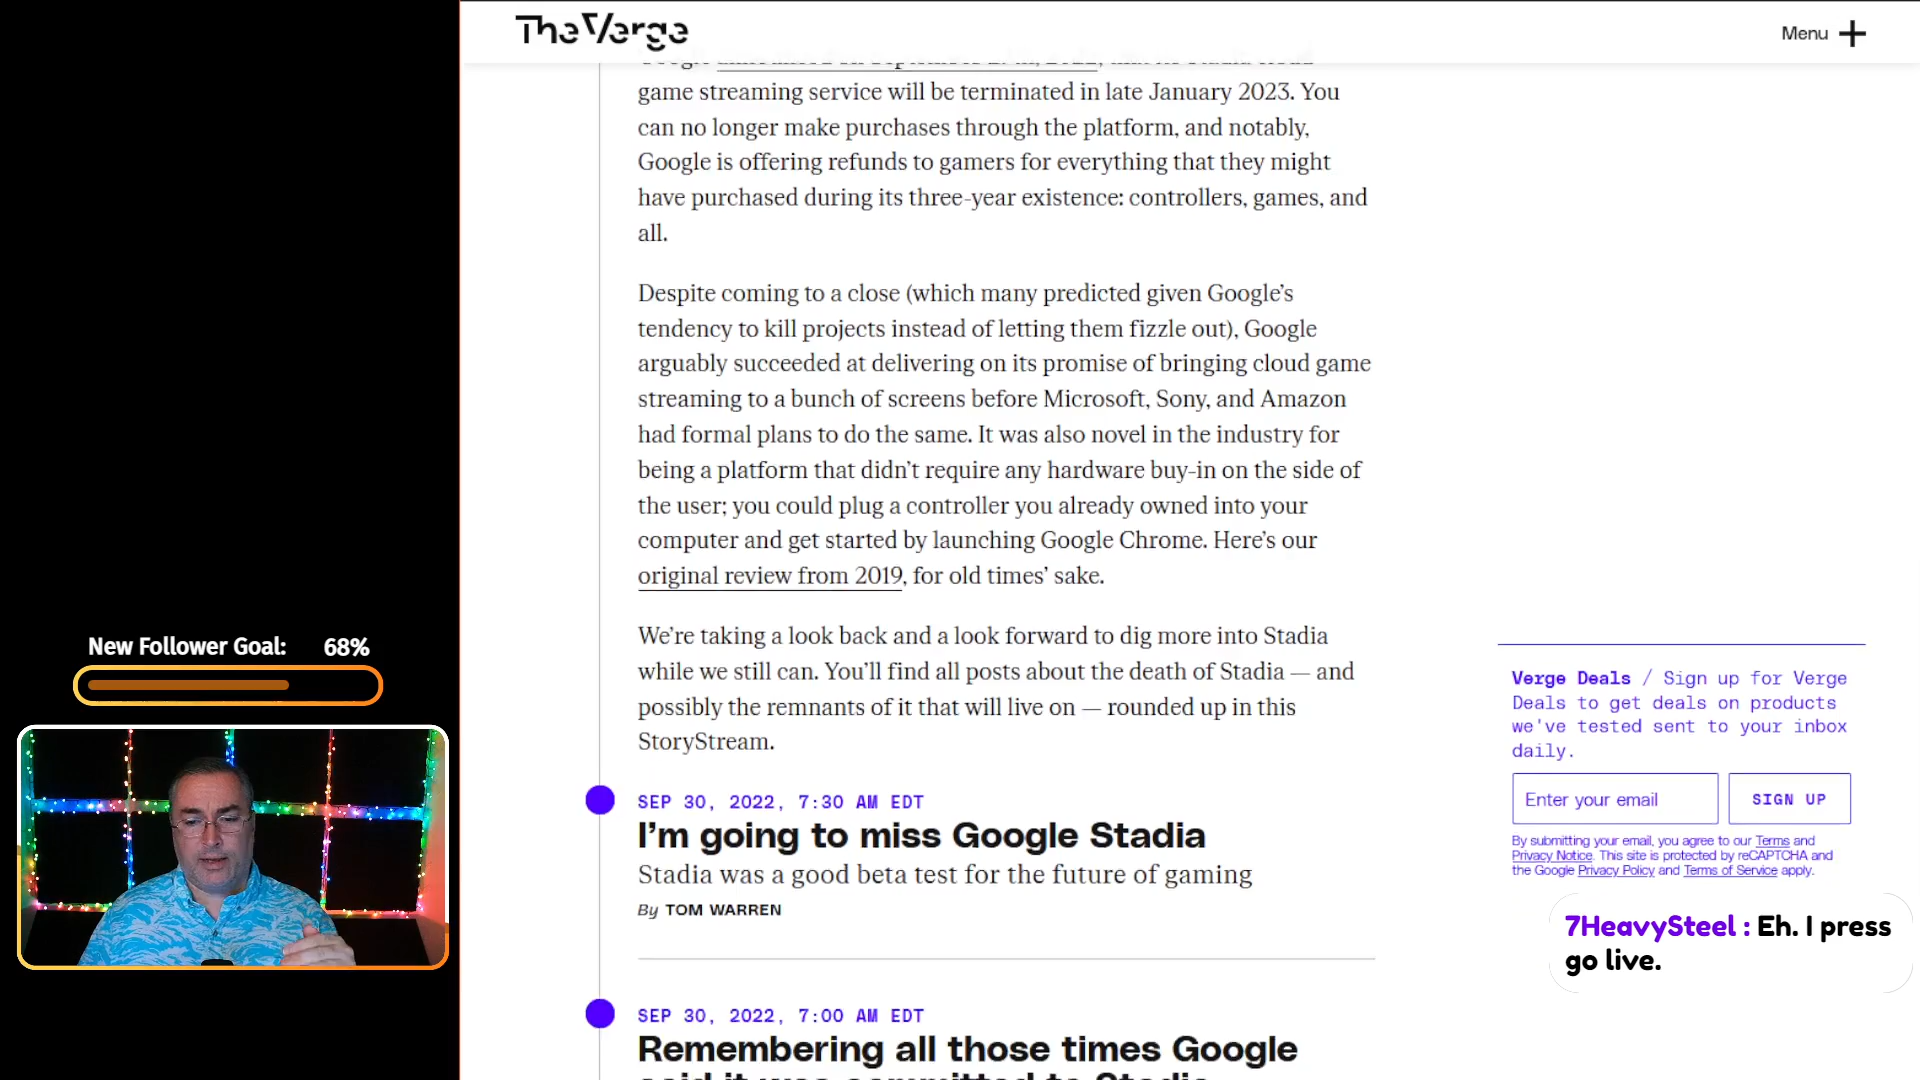 The Verge
Menu
game streaming service will be terminated in late January 2023. You
can no longer make purchases through the platform, and notably,
Google is offering refunds to gamers for everything that they might
have purchased during its three-year existence: controllers, games, and
all.
Despite coming to a close (which many predicted given Google’s
tendency to kill projects instead of letting them fizzle out), Google
arguably succeeded at delivering on its promise of bringing cloud game
streaming to a bunch of screens before Microsoft, Sony, and Amazon
had formal plans to do the same. It was also novel in the industry for
being a platform that didn’t require any hardware buy-in on the side of
the user; you could plug a controller you already owned into your
computer and get started by launching Google Chrome. Here’s our
original review from 2019, for old times’ sake.
We’re taking a look back and a look forward to dig more into Stadia
while we still can. You’ll find all posts about the death of Stadia — and
possibly the remnants of it that will live on — rounded up in this
StoryStream.
SEP 30, 2022, 7:30 AM EDT
I’m going to miss Google Stadia
Stadia was a good beta test for the future of gaming
By TOM WARREN
SEP 30, 2022, 7:00 AM EDT
Remembering all those times Google
said it was committed to Stadia
Verge Deals / Sign up for Verge
Deals to get deals on products
we've tested sent to your inbox
daily.
Enter your email
SIGN UP
By submitting your email, you agree to our Terms and
Privacy Notice. This site is protected by reCAPTCHA and
the Google Privacy Policy and Terms of Service apply.
7HeavySteel : Eh. I press
go live.
New Follower Goal: 68%